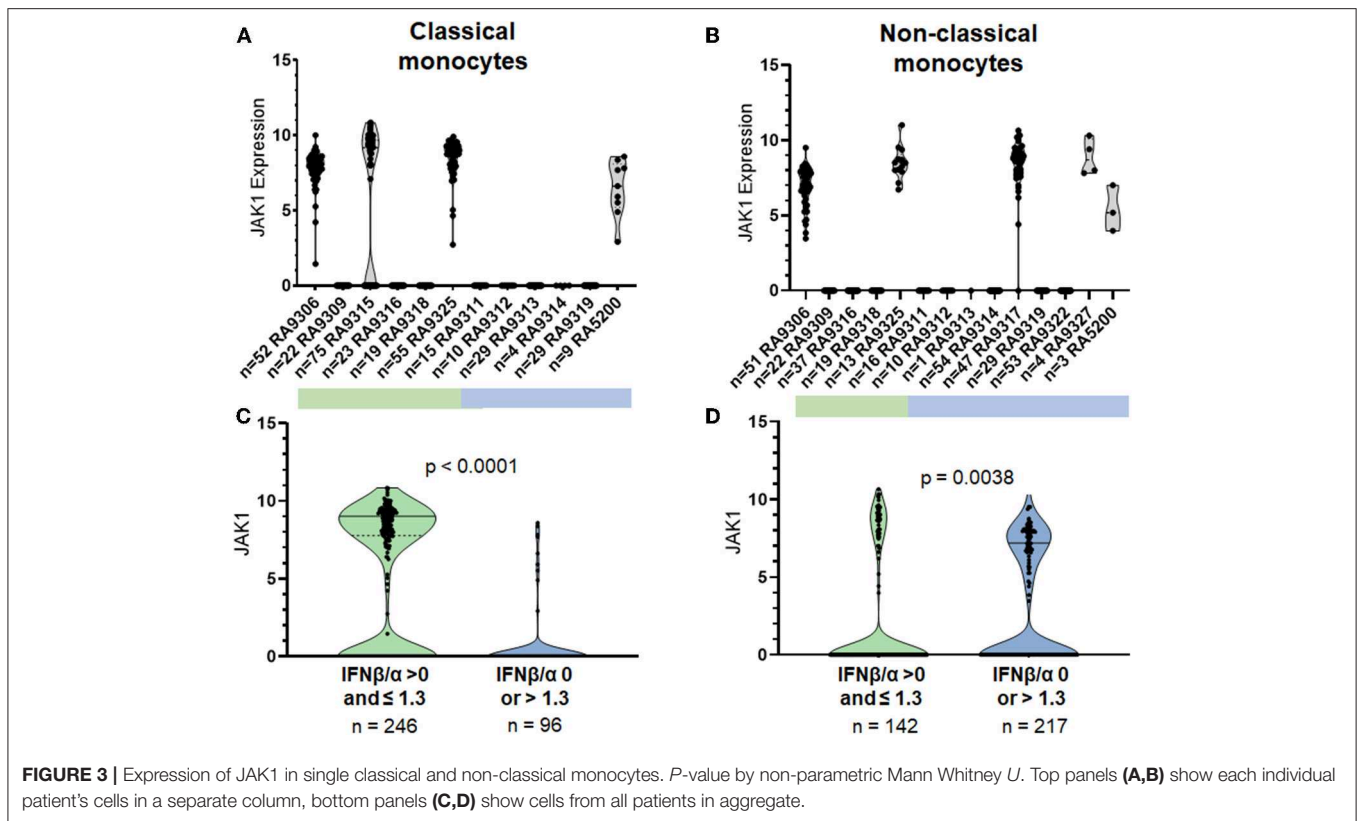 A
Classical
monocytes
JAK1 Expression
15
10
5
0
n=52 RA9306
n=22 RA9309
n=75 RA9315
n=23 RA9316
n=19 RA9318
n=55 RA9325
n=15 RA9311
n=10 RA9312
n=29 RA9313
n=4 RA9314
n=29 RA9319
n=9 RA5200
B
Non-classical
monocytes
JAK1 Expression
15
10
5
0
n=51 RA9306
n=22 RA9309
n=37 RA9316
n=19 RA9318
n=13 RA9325
n=16 RA9311
n=10 RA9312
n=1 RA9313
n=54 RA9314
n=47 RA9317
n=29 RA9319
n=53 RA9322
n=4 RA9327
n=3 RA5200
C
JAK1
15
10
5
0
p < 0.0001
IFNβ/α >0
and ≤ 1.3
n = 246
IFNβ/α 0
or > 1.3
n = 96
D
JAK1
15
10
5
0
p = 0.0038
IFNβ/α >0
and ≤ 1.3
n = 142
IFNβ/α 0
or > 1.3
n = 217
FIGURE 3 | Expression of JAK1 in single classical and non-classical monocytes. P-value by non-parametric Mann Whitney U. Top panels (A,B) show each individual
patient's cells in a separate column, bottom panels (C,D) show cells from all patients in aggregate.